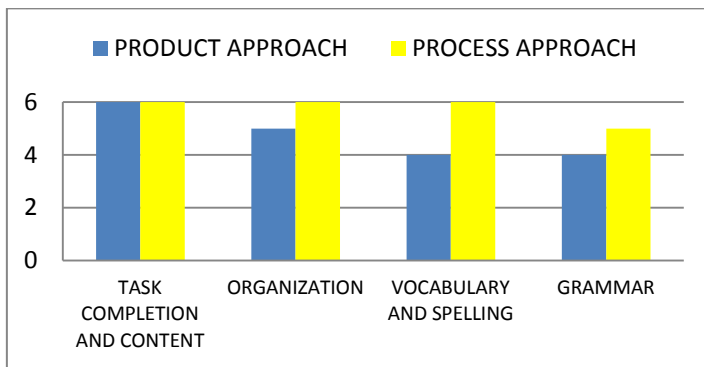 PRODUCT APPROACH PROCESS APPROACH
6
4
2
0
TASK COMPLETION AND CONTENT
ORGANIZATION
VOCABULARY AND SPELLING
GRAMMAR